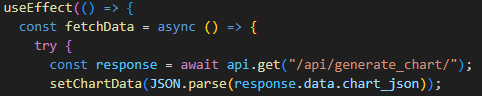 useEffect(() => {
const fetchData = async () => {
try {
const response = await api.get("/api/generate_chart/");
setChartData(JSON.parse(response.data.chart_json));